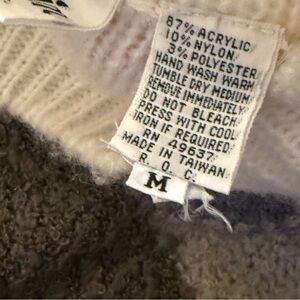 87% ACRYLIC
10% NYLON
3% POLYESTER
HAND WASH WARM
TUMBLE DRY MEDIUM
REMOVE IMMEDIATELY
DO NOT BLEACH
PRESS WITH COOL
IRON IF REQUIRED
RN 49637
MADE IN TAIWAN
R. O. C.
M